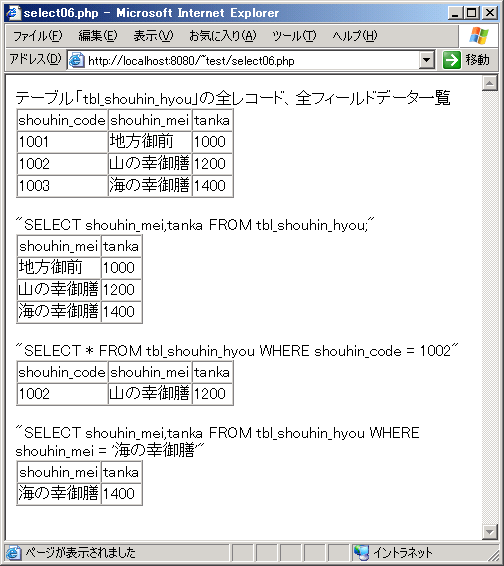 select06.php - Microsoft Internet Explorer
ファイル(F) 編集(E) 表示(V) お気に入り(A) ツール(T) ヘルプ(H)
アドレス(D) http://localhost:8080/~test/select06.php 移動
テーブル「tbl_shouhin_hyou」の全レコード、全フィールドデータ一覧
shouhin_code shouhin_mei tanka
1001 地方御前 1000
1002 山の幸御膳 1200
1003 海の幸御膳 1400
"SELECT shouhin_mei,tanka FROM tbl_shouhin_hyou;"
shouhin_mei tanka
地方御前 1000
山の幸御膳 1200
海の幸御膳 1400
"SELECT * FROM tbl_shouhin_hyou WHERE shouhin_code = 1002"
shouhin_code shouhin_mei tanka
1002 山の幸御膳 1200
"SELECT shouhin_mei,tanka FROM tbl_shouhin_hyou WHERE
shouhin_mei = '海の幸御膳'"
shouhin_mei tanka
海の幸御膳 1400
ページが表示されました イントラネット